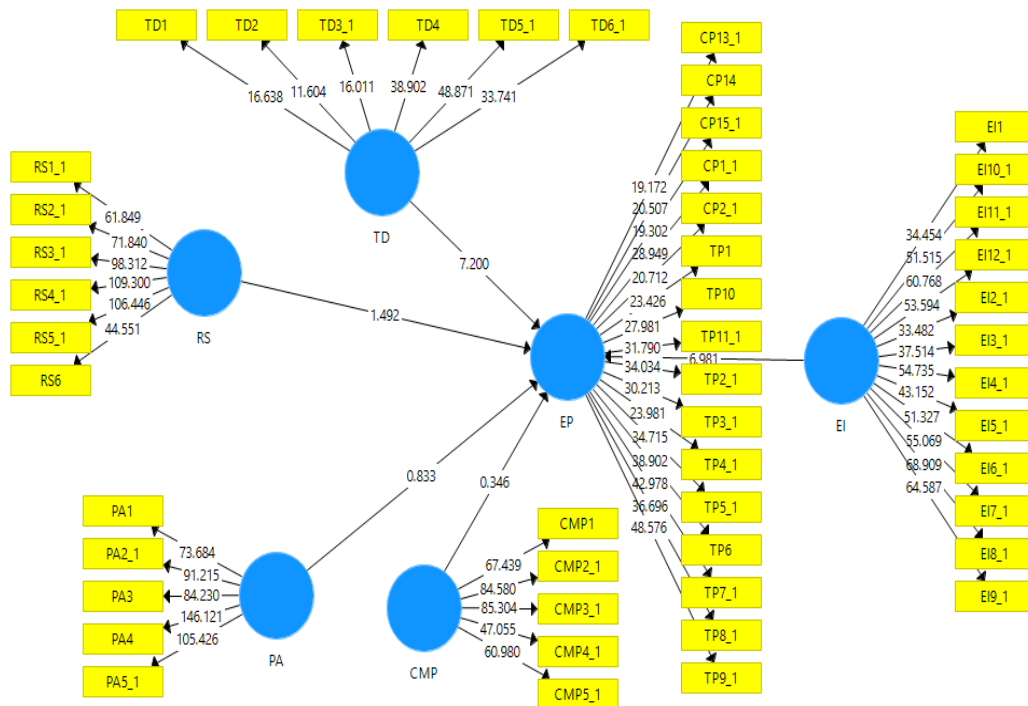 TD1
TD2
TD3_1
TD4
TD5_1
TD6_1
16.638
11.604
16.011
38.902
48.871
33.741
TD
7.200
RS1_1
RS2_1
RS3_1
RS4_1
RS5_1
RS6
61.849
71.840
98.312
109.300
106.446
44.551
RS
1.492
PA1
PA2_1
PA3
PA4
PA5_1
73.684
91.215
84.230
146.121
105.426
PA
0.833
CMP1
CMP2_1
CMP3_1
CMP4_1
CMP5_1
67.439
84.580
85.304
47.055
60.980
CMP
0.346
EP
CP13_1
CP14
CP15_1
CP1_1
CP2_1
TP1
TP10
TP11_1
TP2_1
TP3_1
TP4_1
TP5_1
TP6
TP7_1
TP8_1
TP9_1
19.172
20.507
19.302
28.949
20.712
23.426
27.981
31.790
34.034
30.213
23.981
34.715
38.902
42.978
36.696
48.576
6.981
EI
EI1
EI10_1
EI11_1
EI12_1
EI2_1
EI3_1
EI4_1
EI5_1
EI6_1
EI7_1
EI8_1
EI9_1
34.454
51.515
60.768
53.594
33.482
37.514
54.735
43.152
51.327
55.069
68.909
64.587